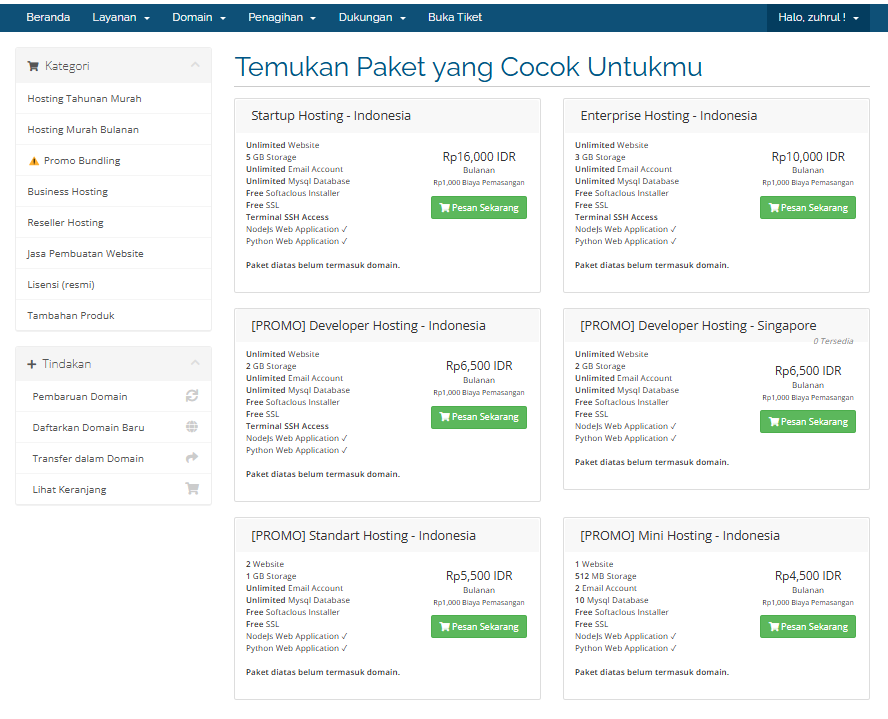 Beranda Layanan Domain Penagihan Dukungan Buka Tiket Halo, zuhrul !
Kategori
Hosting Tahunan Murah
Hosting Murah Bulanan
Promo Bundling
Business Hosting
Reseller Hosting
Jasa Pembuatan Website
Lisensi (resmi)
Tambahan Produk
Tindakan
Pembaruan Domain
Daftarkan Domain Baru
Transfer dalam Domain
Lihat Keranjang
Temukan Paket yang Cocok Untukmu
Startup Hosting - Indonesia
Unlimited Website
5 GB Storage
Unlimited Email Account
Unlimited Mysql Database
Free Softaclous Installer
Free SSL
Terminal SSH Access
NodeJs Web Application ✓
Python Web Application ✓
Paket diatas belum termasuk domain.
Rp16,000 IDR
Bulanan
Rp1,000 Biaya Pemasangan
Pesan Sekarang
Enterprise Hosting - Indonesia
Unlimited Website
3 GB Storage
Unlimited Email Account
Unlimited Mysql Database
Free Softaclous Installer
Free SSL
Terminal SSH Access
NodeJs Web Application ✓
Python Web Application ✓
Paket diatas belum termasuk domain.
Rp10,000 IDR
Bulanan
Rp1,000 Biaya Pemasangan
Pesan Sekarang
[PROMO] Developer Hosting - Indonesia
Unlimited Website
2 GB Storage
Unlimited Email Account
Unlimited Mysql Database
Free Softaclous Installer
Free SSL
Terminal SSH Access
NodeJs Web Application ✓
Python Web Application ✓
Paket diatas belum termasuk domain.
Rp6,500 IDR
Bulanan
Rp1,000 Biaya Pemasangan
Pesan Sekarang
[PROMO] Developer Hosting - Singapore
0 Tersedia
Unlimited Website
2 GB Storage
Unlimited Email Account
Unlimited Mysql Database
Free Softaclous Installer
Free SSL
NodeJs Web Application ✓
Python Web Application ✓
Paket diatas belum termasuk domain.
Rp6,500 IDR
Bulanan
Rp1,000 Biaya Pemasangan
Pesan Sekarang
[PROMO] Standart Hosting - Indonesia
2 Website
1 GB Storage
Unlimited Email Account
Unlimited Mysql Database
Free Softaclous Installer
Free SSL
NodeJs Web Application ✓
Python Web Application ✓
Paket diatas belum termasuk domain.
Rp5,500 IDR
Bulanan
Rp1,000 Biaya Pemasangan
Pesan Sekarang
[PROMO] Mini Hosting - Indonesia
1 Website
512 MB Storage
2 Email Account
10 Mysql Database
Free Softaclous Installer
Free SSL
NodeJs Web Application ✓
Python Web Application ✓
Paket diatas belum termasuk domain.
Rp4,500 IDR
Bulanan
Rp1,000 Biaya Pemasangan
Pesan Sekarang